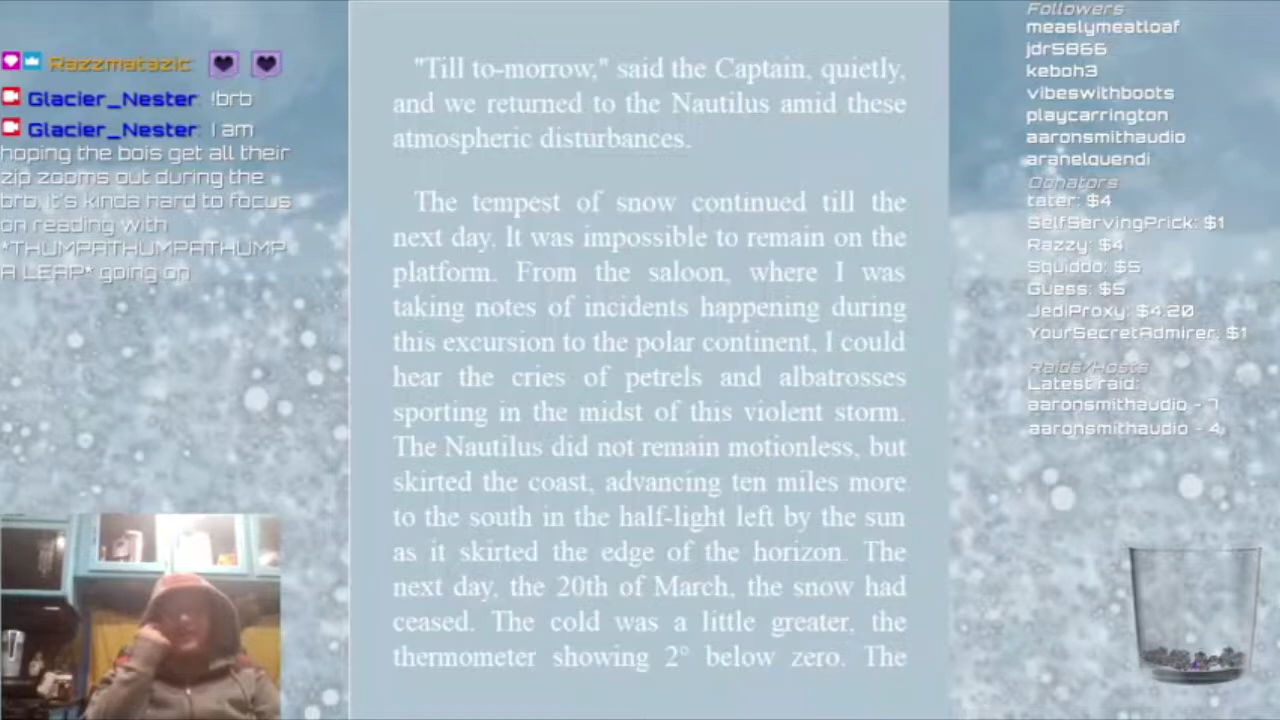 Razzmatazic:
Glacier_Nester: !brb
Glacier_Nester: I am
hoping the bois get all their
zip zooms out during the
brb, it's kinda hard to focus
on reading with
*THUMPATHUMPATHUMP
A LEAP* going on
"Till to-morrow," said the Captain, quietly,
and we returned to the Nautilus amid these
atmospheric disturbances.
The tempest of snow continued till the
next day. It was impossible to remain on the
platform. From the saloon, where I was
taking notes of incidents happening during
this excursion to the polar continent, I could
hear the cries of petrels and albatrosses
sporting in the midst of this violent storm.
The Nautilus did not remain motionless, but
skirted the coast, advancing ten miles more
to the south in the half-light left by the sun
as it skirted the edge of the horizon. The
next day, the 20th of March, the snow had
ceased. The cold was a little greater, the
thermometer showing 2° below zero. The
Followers
measlymeatloaf
jdr5866
keboh3
vibeswithboots
playcarrington
aaronsmithaudio
aranelquendi
Donators
tater: $4
SelfServingPrick: $1
Razzy: $4
Squiddo: $5
Guess: $5
JediProxy: $4.20
YourSecretAdmirer: $1
Raids/Hosts
Latest raid:
aaronsmithaudio - 7
aaronsmithaudio - 4